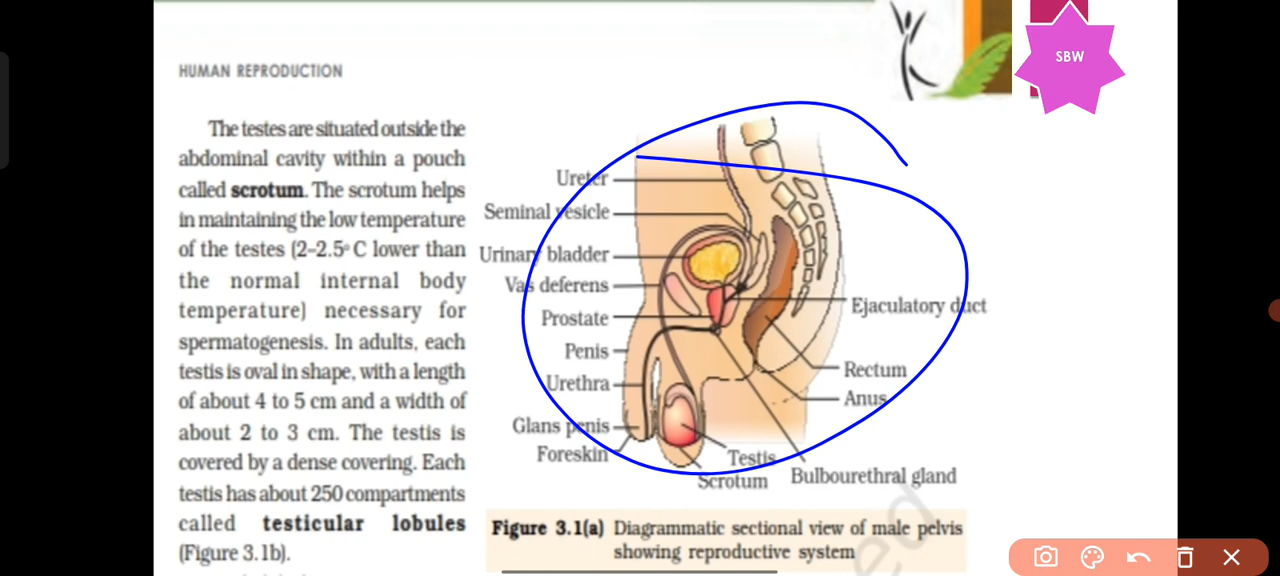 SBW
HUMAN REPRODUCTION
The testes are situated outside the
abdominal cavity within a pouch
called scrotum. The scrotum helps
in maintaining the low temperature
of the testes (2–2.5° C lower than
the normal internal body
temperature) necessary for
spermatogenesis. In adults, each
testis is oval in shape, with a length
of about 4 to 5 cm and a width of
about 2 to 3 cm. The testis is
covered by a dense covering. Each
testis has about 250 compartments
called testicular lobules
(Figure 3.1b).
Ureter
Seminal vesicle
Urinary bladder
Vas deferens
Prostate
Penis
Urethra
Glans penis
Foreskin
Ejaculatory duct
Rectum
Anus
Testis
Scrotum
Bulbourethral gland
Figure 3.1(a) Diagrammatic sectional view of male pelvis
showing reproductive system